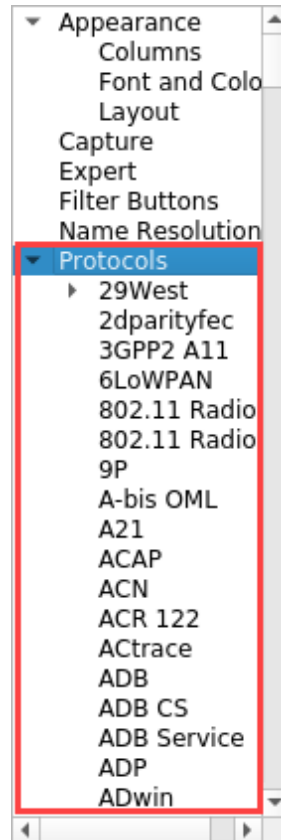 Appearance
Columns
Font and Colo
Layout
Capture
Expert
Filter Buttons
Name Resolution
Protocols
29West
2dparityfec
3GPP2 A11
6LoWPAN
802.11 Radio
802.11 Radio
9P
A-bis OML
A21
ACAP
ACN
ACR 122
ACtrace
ADB
ADB CS
ADB Service
ADP
ADwin